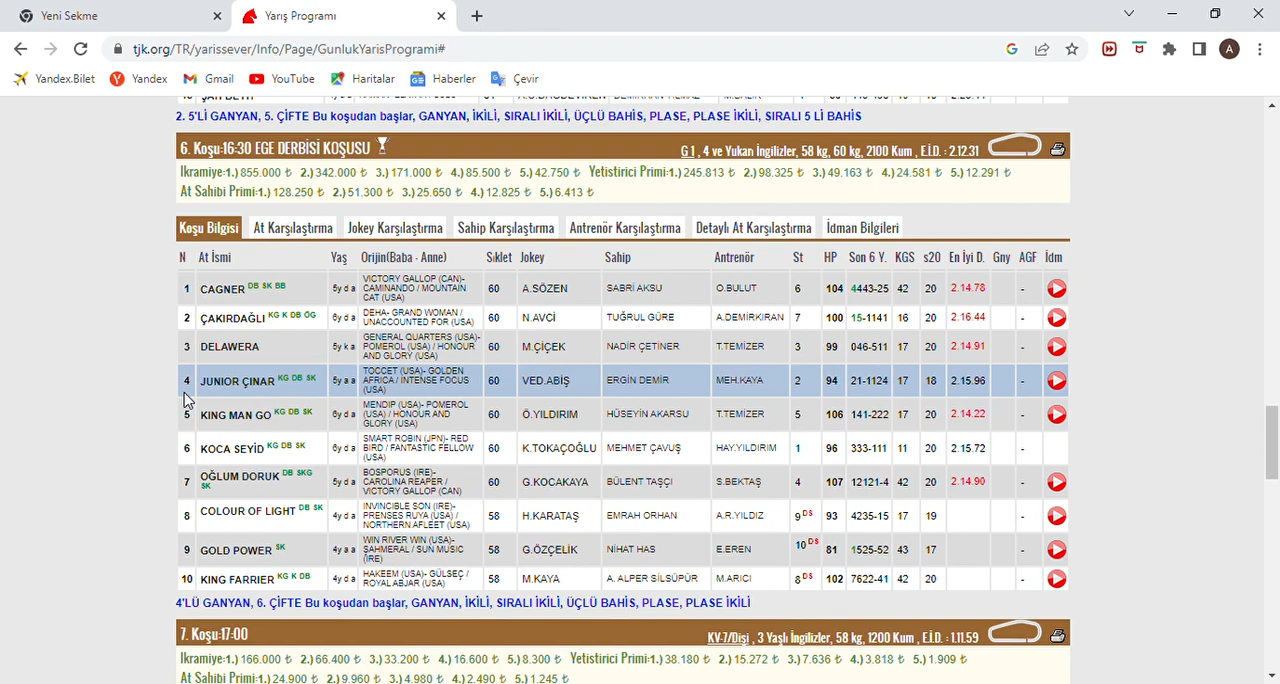 Yeni Sekme
Yarış Programı
tjk.org/TR/yarissever/Info/Page/GunlukYarisProgrami#
A
Yandex.Bilet Yandex Gmail YouTube Haritalar Haberler Çevir
2. 5'Lİ GANYAN, 5. ÇİFTE Bu koşudan başlar, GANYAN, İKİLİ, SIRALI İKİLİ, ÜÇLÜ BAHİS, PLASE, PLASE İKİLİ, SIRALI 5 Lİ BAHİS
6. Koşu:16:30 EGE DERBİSİ KOŞUSU G 1 , 4 ve Yukarı İngilizler, 58 kg, 60 kg, 2100 Kum , E.İ.D. : 2.12.31
İkramiye:1.) 855.000 ₺ 2.) 342.000 ₺ 3.) 171.000 ₺ 4.) 85.500 ₺ 5.) 42.750 ₺ Yetistirici Primi:1.) 245.813 ₺ 2.) 98.325 ₺ 3.) 49.163 ₺ 4.) 24.581 ₺ 5.) 12.291 ₺
At Sahibi Primi:1.) 128.250 ₺ 2.) 51.300 ₺ 3.) 25.650 ₺ 4.) 12.825 ₺ 5.) 6.413 ₺
Koşu Bilgisi At Karşılaştırma Jokey Karşılaştırma Sahip Karşılaştırma Antrenör Karşılaştırma Detaylı At Karşılaştırma İdman Bilgileri
N At İsmi Yaş Orijin(Baba - Anne) Sıklet Jokey Sahip Antrenör St HP Son 6 Y. KGS s20 En İyi D. Gny AGF İdm
1 CAGNER DB SK BB 5y d a VICTORY GALLOP (CAN)- CAMINANDO / MOUNTAIN CAT (USA) 60 A.SÖZEN SABRİ AKSU O.BULUT 6 104 4443-25 42 20 2.14.78 -
2 ÇAKIRDAĞLI KG K DB ÖG 6y d a DEHA- GRAND WOMAN / UNACCOUNTED FOR (USA) 60 N.AVCİ TUĞRUL GÜRE A.DEMİRKIRAN 7 100 15-1141 16 20 2.16.44 -
3 DELAWERA 5y k a GENERAL QUARTERS (USA)- POMEROL (USA) / HONOUR AND GLORY (USA) 60 M.ÇİÇEK NADİR ÇETİNER T.TEMİZER 3 99 046-511 17 20 2.14.91 -
4 JUNIOR ÇINAR KG DB SK 5y a a TOCCET (USA)- GOLDEN AFRICA / INTENSE FOCUS (USA) 60 VED.ABİŞ ERGİN DEMİR MEH.KAYA 2 94 21-1124 17 18 2.15.96 -
5 KING MAN GO KG DB SK 6y d a MENDIP (USA)- POMEROL (USA) / HONOUR AND GLORY (USA) 60 Ö.YILDIRIM HÜSEYİN AKARSU T.TEMİZER 5 106 141-222 17 20 2.14.22 -
6 KOCA SEYİD KG DB SK 6y d a SMART ROBIN (JPN)- RED BIRD / FANTASTIC FELLOW (USA) 60 K.TOKAÇOĞLU MEHMET ÇAVUŞ HAY.YILDIRIM 1 96 333-111 11 20 2.15.72 -
7 OĞLUM DORUK DB SKG SK 5y d a BOSPORUS (IRE)- CAROLINA REAPER / VICTORY GALLOP (CAN) 60 G.KOCAKAYA BÜLENT TAŞÇI S.BEKTAŞ 4 107 12121-4 42 20 2.14.90 -
8 COLOUR OF LIGHT DB SK 4y d a INVINCIBLE SON (IRE)- PRENSES RUYA (USA) / NORTHERN AFLEET (USA) 58 H.KARATAŞ EMRAH ORHAN A.R.YILDIZ 9 DS 93 4235-15 17 19 -
9 GOLD POWER SK 4y a a WIN RIVER WIN (USA)- ŞAHMERAL / SUN MUSIC (IRE) 58 G.ÖZÇELİK NİHAT HAS E.EREN 10 DS 81 1525-52 43 17 -
10 KING FARRIER KG K DB 4y d a HAKEEM (USA)- GÜLSEÇ / ROYAL ABJAR (USA) 58 M.KAYA A. ALPER SİLSÜPÜR M.ARICI 8 DS 102 7622-41 42 20 -
4'LÜ GANYAN, 6. ÇİFTE Bu koşudan başlar, GANYAN, İKİLİ, SIRALI İKİLİ, ÜÇLÜ BAHİS, PLASE, PLASE İKİLİ
7. Koşu:17:00 KV-7/Dişi , 3 Yaşlı İngilizler, 58 kg, 1200 Kum , E.İ.D. : 1.11.59
İkramiye:1.) 166.000 ₺ 2.) 66.400 ₺ 3.) 33.200 ₺ 4.) 16.600 ₺ 5.) 8.300 ₺ Yetistirici Primi:1.) 38.180 ₺ 2.) 15.272 ₺ 3.) 7.636 ₺ 4.) 3.818 ₺ 5.) 1.909 ₺
At Sahibi Primi:1.) 24.900 ₺ 2.) 9.960 ₺ 3.) 4.980 ₺ 4.) 2.490 ₺ 5.) 1.245 ₺